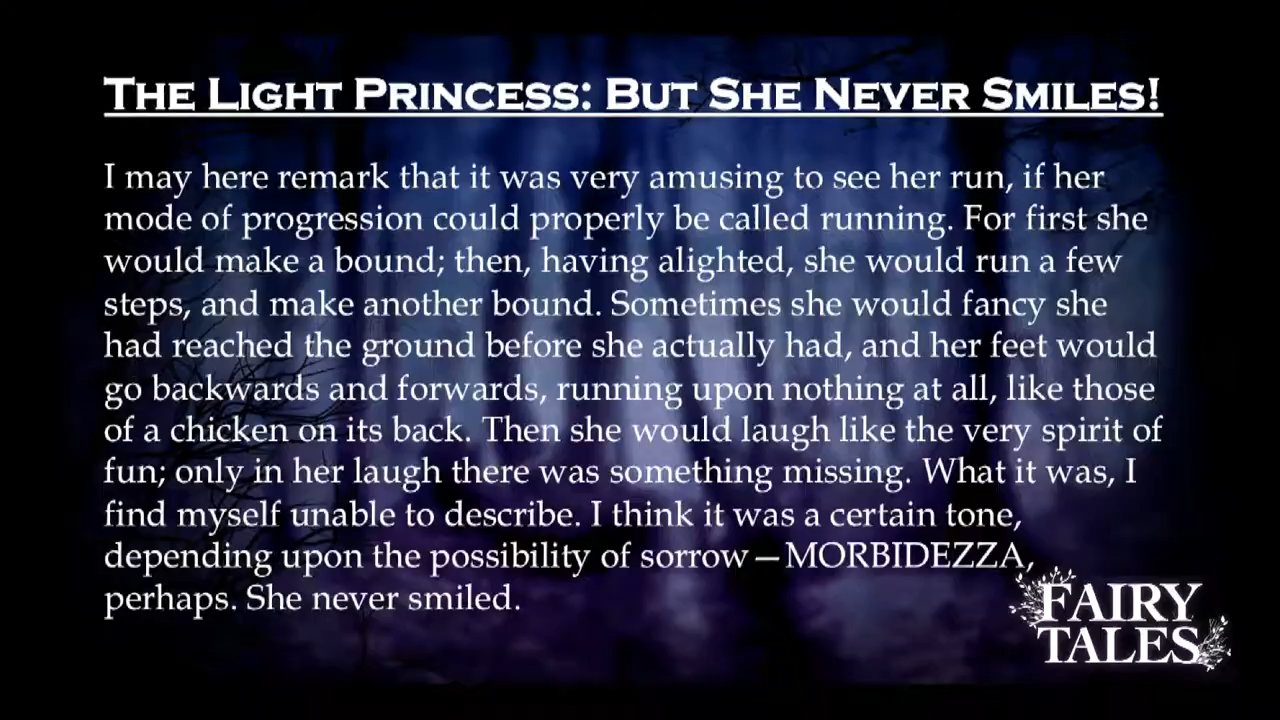 THE LIGHT PRINCESS: BUT SHE NEVER SMILES!
I may here remark that it was very amusing to see her run, if her
mode of progression could properly be called running. For first she
would make a bound; then, having alighted, she would run a few
steps, and make another bound. Sometimes she would fancy she
had reached the ground before she actually had, and her feet would
go backwards and forwards, running upon nothing at all, like those
of a chicken on its back. Then she would laugh like the very spirit of
fun; only in her laugh there was something missing. What it was, I
find myself unable to describe. I think it was a certain tone,
depending upon the possibility of sorrow—MORBIDEZZA,
perhaps. She never smiled.
FAIRY
TALES